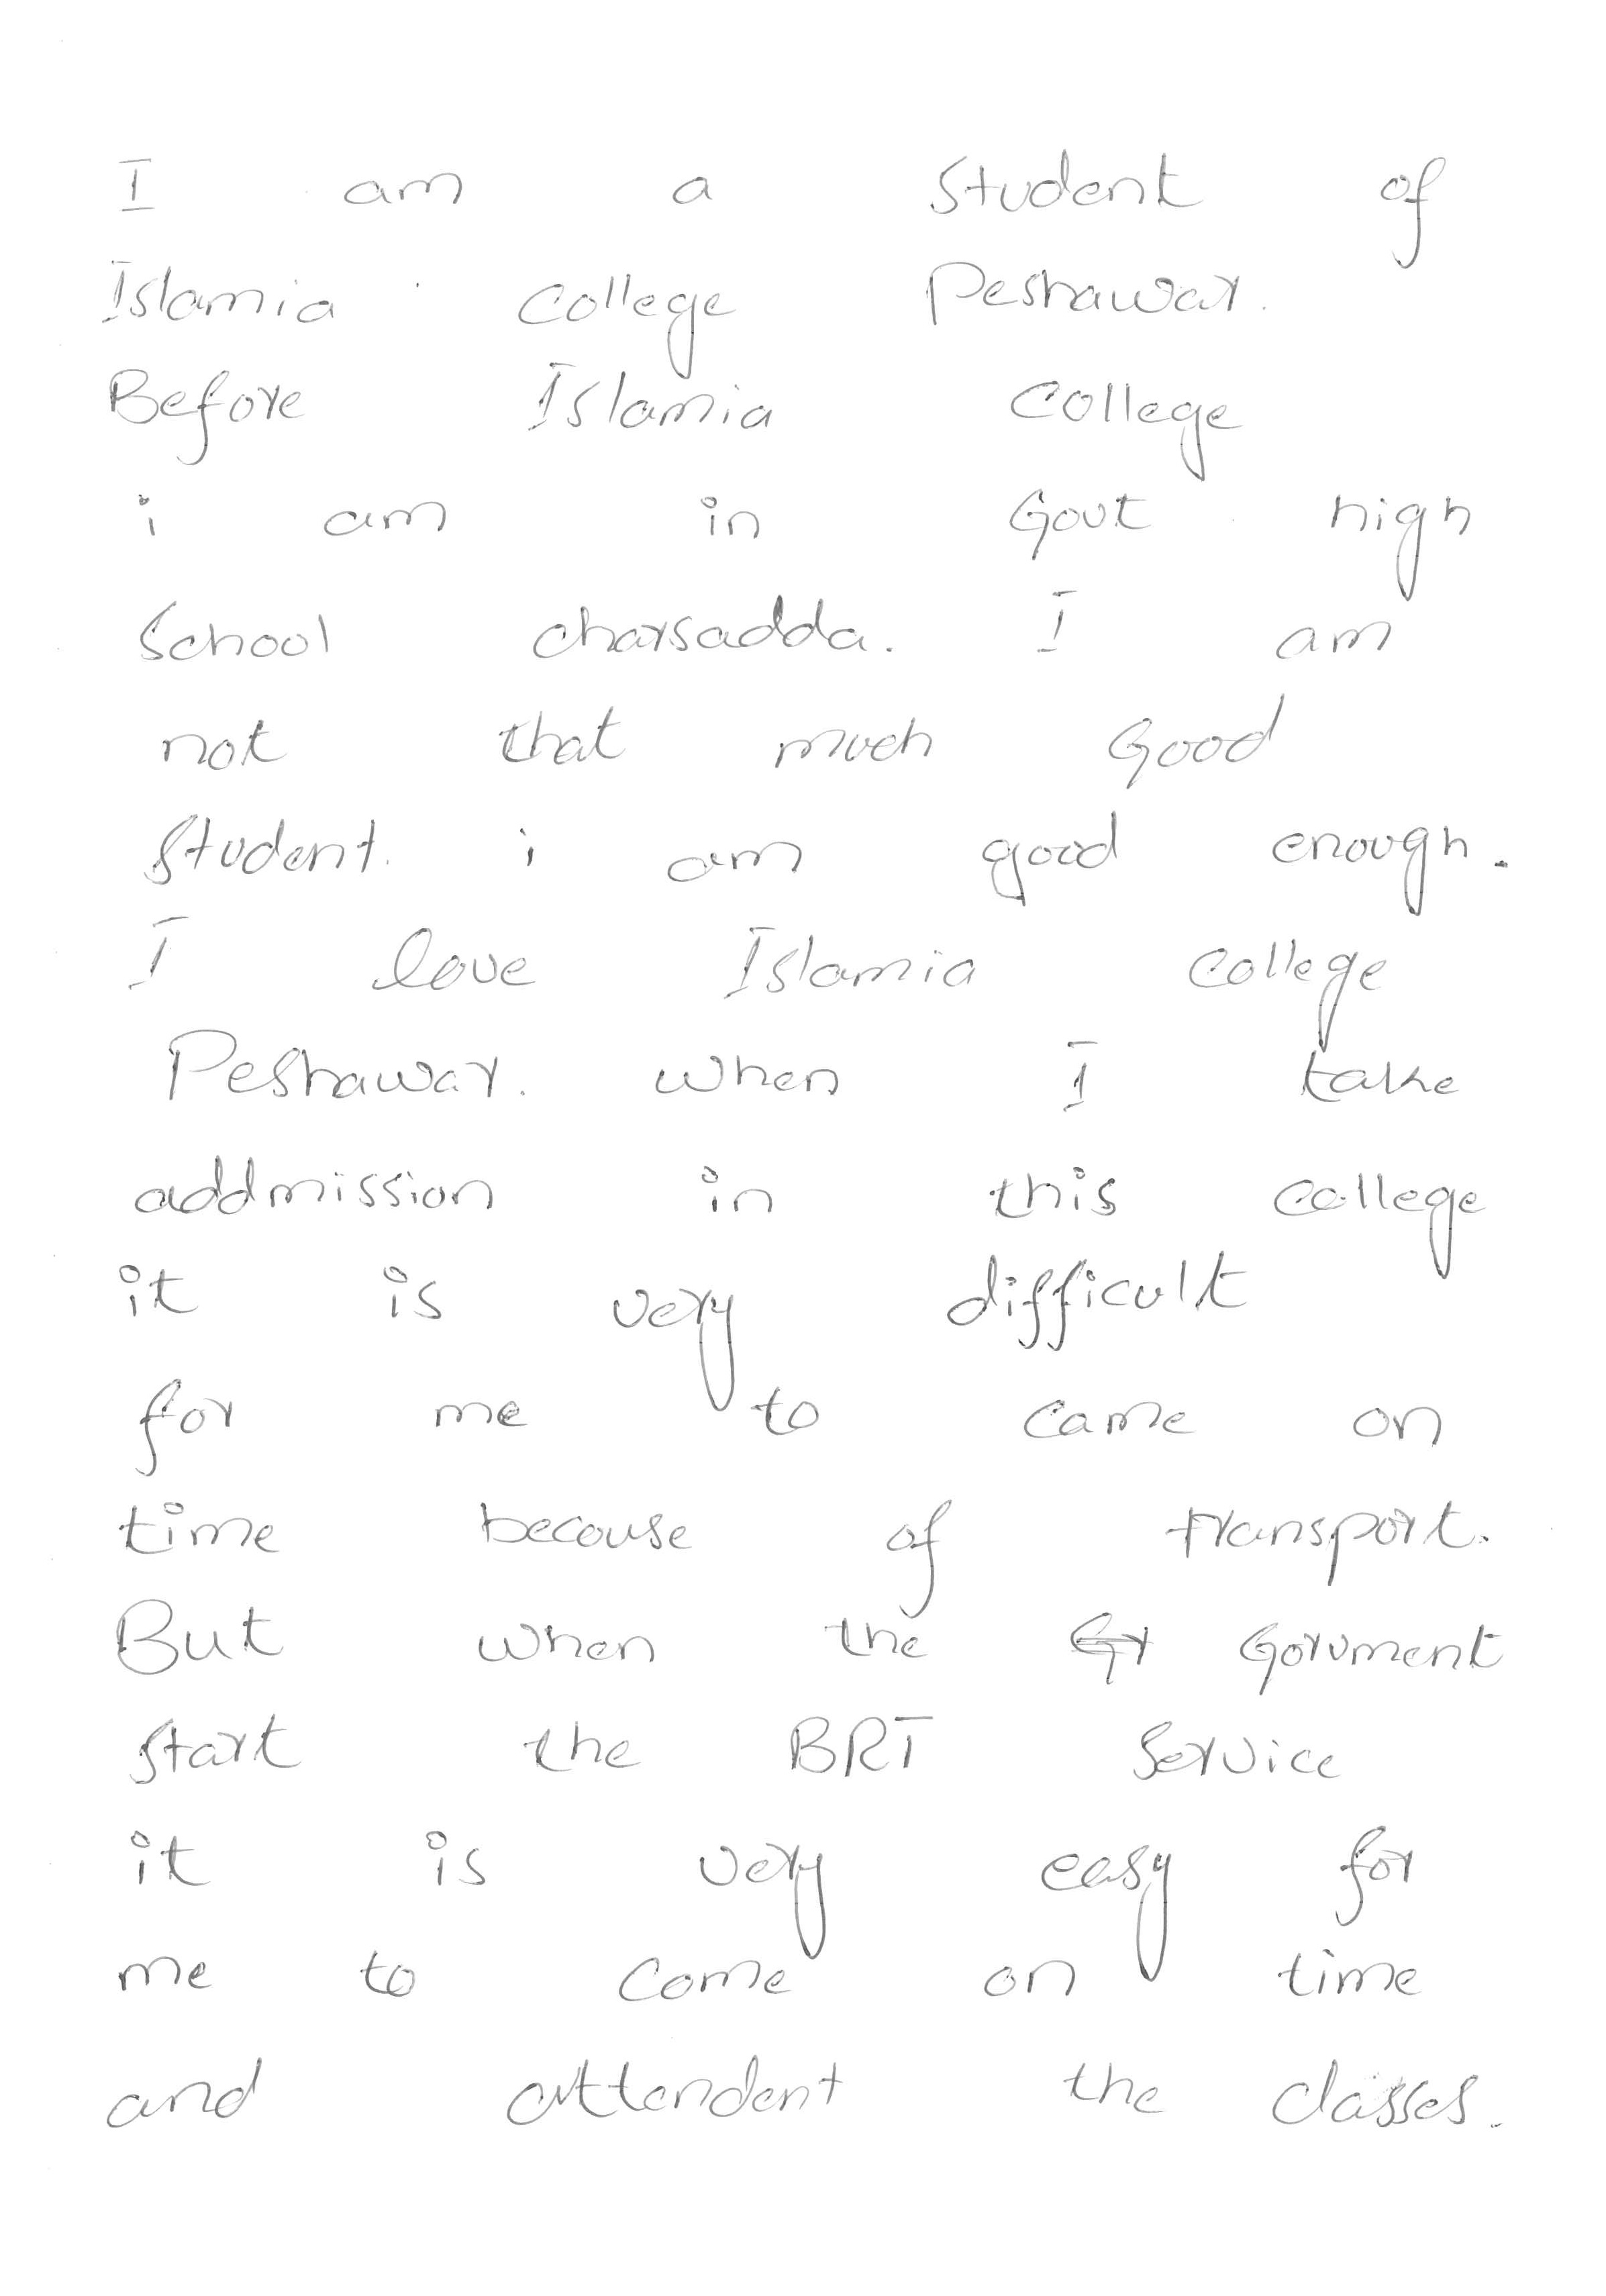 I am a student of
Islamia College Peshawar.
Before Islamia College
i am in Govt high
School charsadda. I am
not that much Good
student. i am good enough.
I love Islamia College
Peshawar. when I take
addmission in this college
it is very difficult
for me to came on
time becouse of transport.
But when the Gr Gorvment
start the BRT Service
it is very easy for
me to come on time
and attendent the classes.